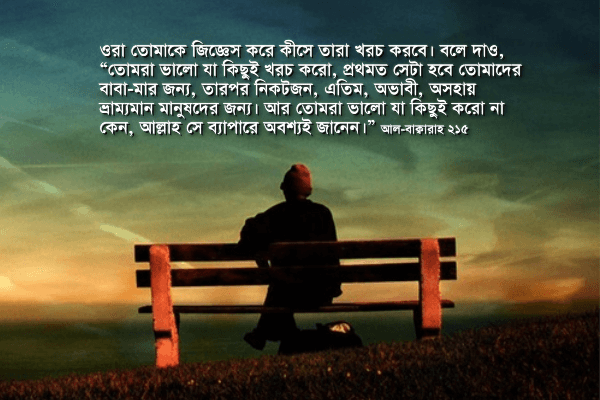 ওরা তোমাকে জিজ্ঞেস করে কীসে তারা খরচ করবে। বলে দাও,
“তোমরা ভালো যা কিছুই খরচ করো, প্রথমত সেটা হবে তোমাদের
বাবা-মার জন্য, তারপর নিকটজন, এতিম, অভাবী, অসহায়
ভ্রাম্যমান মানুষদের জন্য। আর তোমরা ভালো যা কিছুই করো না
কেন, আল্লাহ সে ব্যাপারে অবশ্যই জানেন।” আল-বাক্বারাহ ২১৫